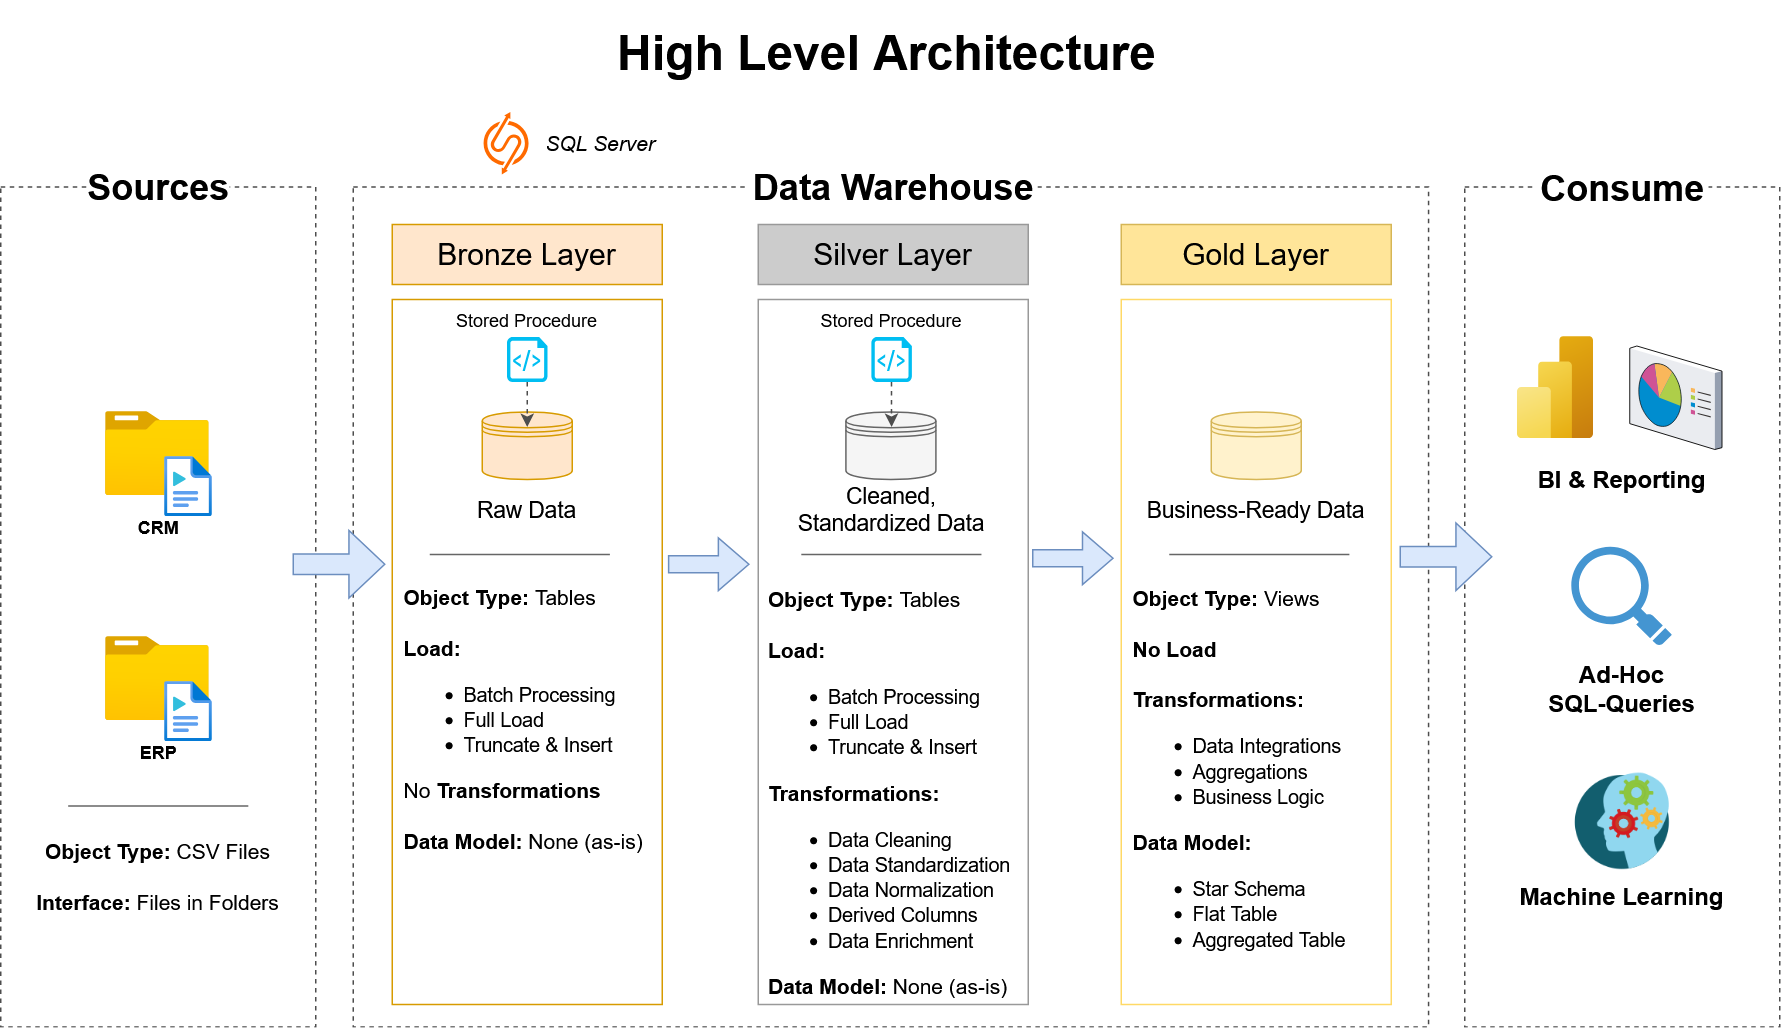 High Level Architecture
SQL Server
Sources
CRM
ERP
Object Type: CSV Files
Interface: Files in Folders
Data Warehouse
Bronze Layer
Stored Procedure
Raw Data
Object Type: Tables
Load:
• Batch Processing
• Full Load
• Truncate & Insert
No Transformations
Data Model: None (as-is)
Silver Layer
Stored Procedure
Cleaned,
Standardized Data
Object Type: Tables
Load:
• Batch Processing
• Full Load
• Truncate & Insert
Transformations:
• Data Cleaning
• Data Standardization
• Data Normalization
• Derived Columns
• Data Enrichment
Data Model: None (as-is)
Gold Layer
Business-Ready Data
Object Type: Views
No Load
Transformations:
• Data Integrations
• Aggregations
• Business Logic
Data Model:
• Star Schema
• Flat Table
• Aggregated Table
Consume
BI & Reporting
Ad-Hoc
SQL-Queries
Machine Learning